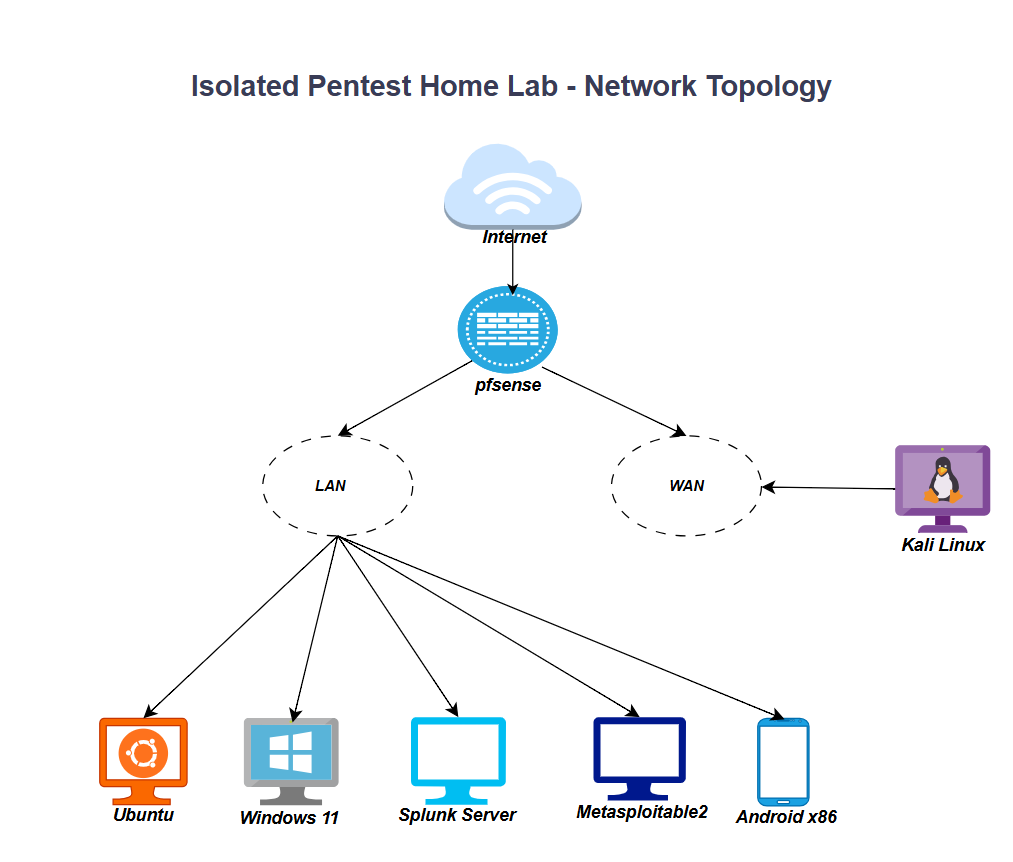 Isolated Pentest Home Lab - Network Topology
Internet
pfsense
LAN
WAN
Kali Linux
Ubuntu
Windows 11
Splunk Server
Metasploitable2
Android x86